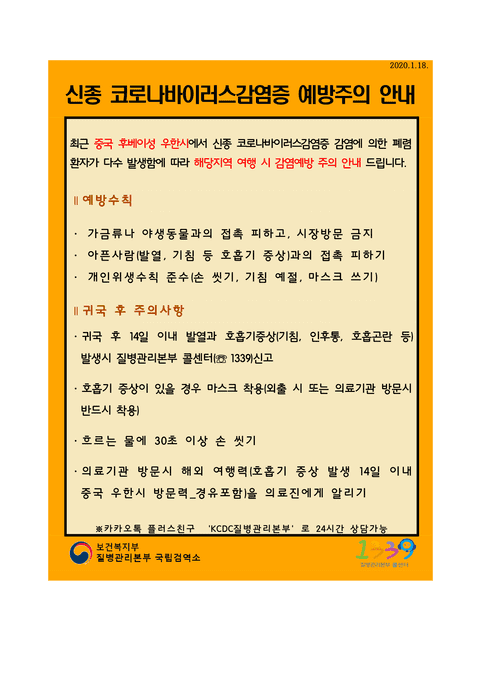 2020.1.18.
신종 코로나바이러스감염증 예방주의 안내
최근 중국 후베이성 우한시에서 신종 코로나바이러스감염증 감염에 의한 폐렴
환자가 다수 발생함에 따라 해당지역 여행 시 감염예방 주의 안내 드립니다.
∥예방수칙
· 가금류나 야생동물과의 접촉 피하고, 시장방문 금지
· 아픈사람(발열, 기침 등 호흡기 증상)과의 접촉 피하기
· 개인위생수칙 준수(손 씻기, 기침 예절, 마스크 쓰기)
∥귀국 후 주의사항
· 귀국 후 14일 이내 발열과 호흡기증상(기침, 인후통, 호흡곤란 등)
발생시 질병관리본부 콜센터(☏ 1339)신고
· 호흡기 증상이 있을 경우 마스크 착용(외출 시 또는 의료기관 방문시
반드시 착용)
· 흐르는 물에 30초 이상 손 씻기
· 의료기관 방문시 해외 여행력(호흡기 증상 발생 14일 이내
중국 우한시 방문력_경유포함)을 의료진에게 알리기
※카카오톡 플러스친구 'KCDC질병관리본부' 로 24시간 상담가능
보건복지부
질병관리본부 국립검역소
1339
질병관리본부 콜센터